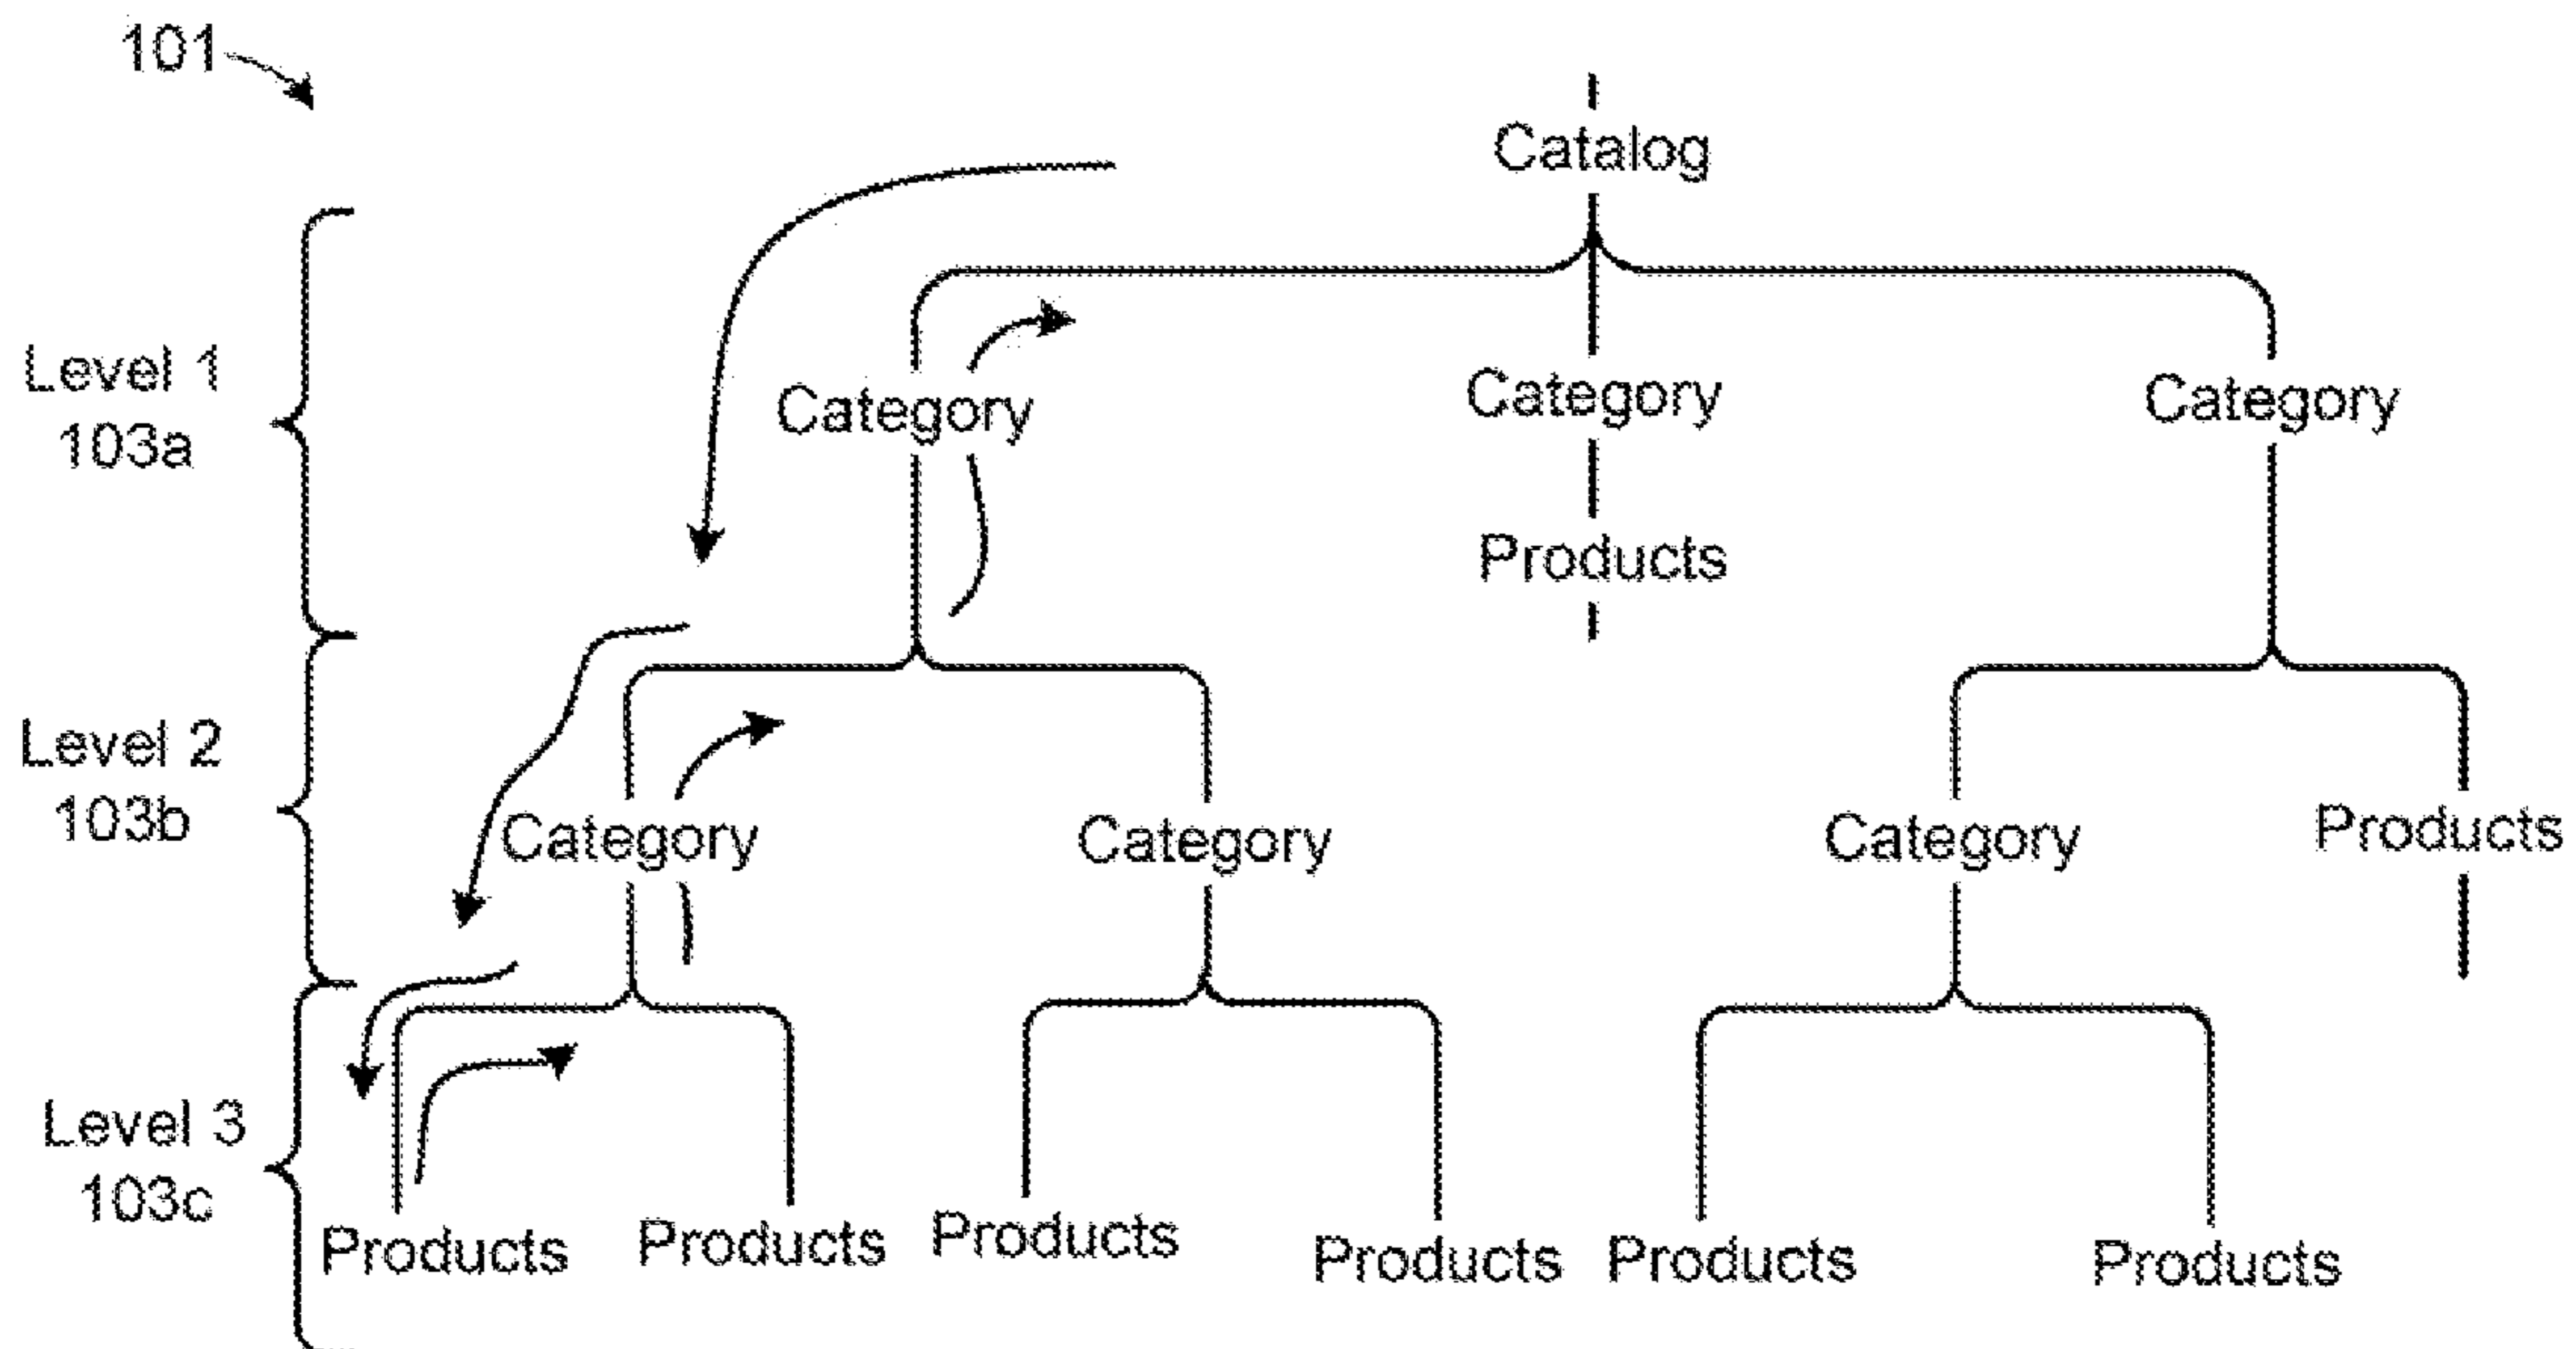 101
Catalog
Level 1
103a
Category
Category
Category
Products
Level 2
103b
Category
Category
Category
Products
Level 3
103c
Products
Products
Products
Products
Products
Products